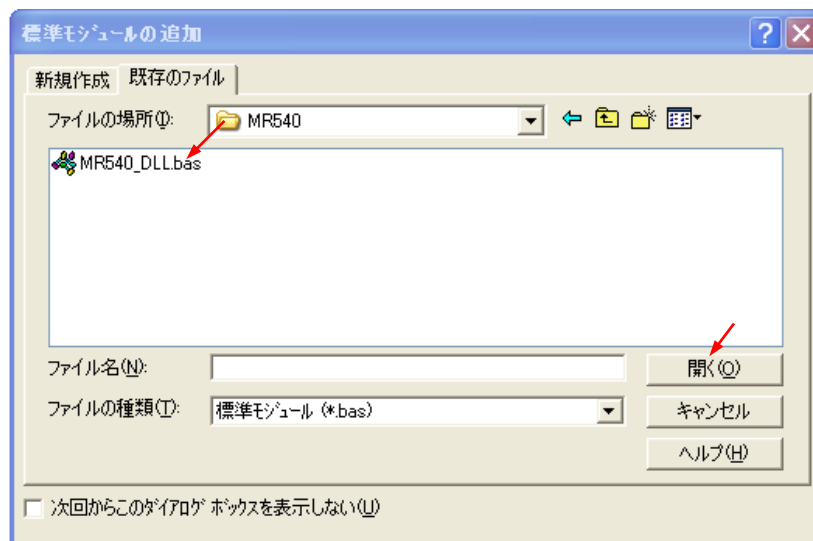 標準ﾓｼﾞｭｰﾙの追加
新規作成 既存のﾌｧｲﾙ
ﾌｧｲﾙの場所(I): MR540
MR540_DLL.bas
ﾌｧｲﾙ名(N):
開く(O)
ﾌｧｲﾙの種類(T): 標準ﾓｼﾞｭｰﾙ (*.bas)
ｷｬﾝｾﾙ
ﾍﾙﾌﾟ(H)
次回からこのﾀﾞｲｱﾛｸﾞ ﾎﾞｯｸｽを表示しない(U)